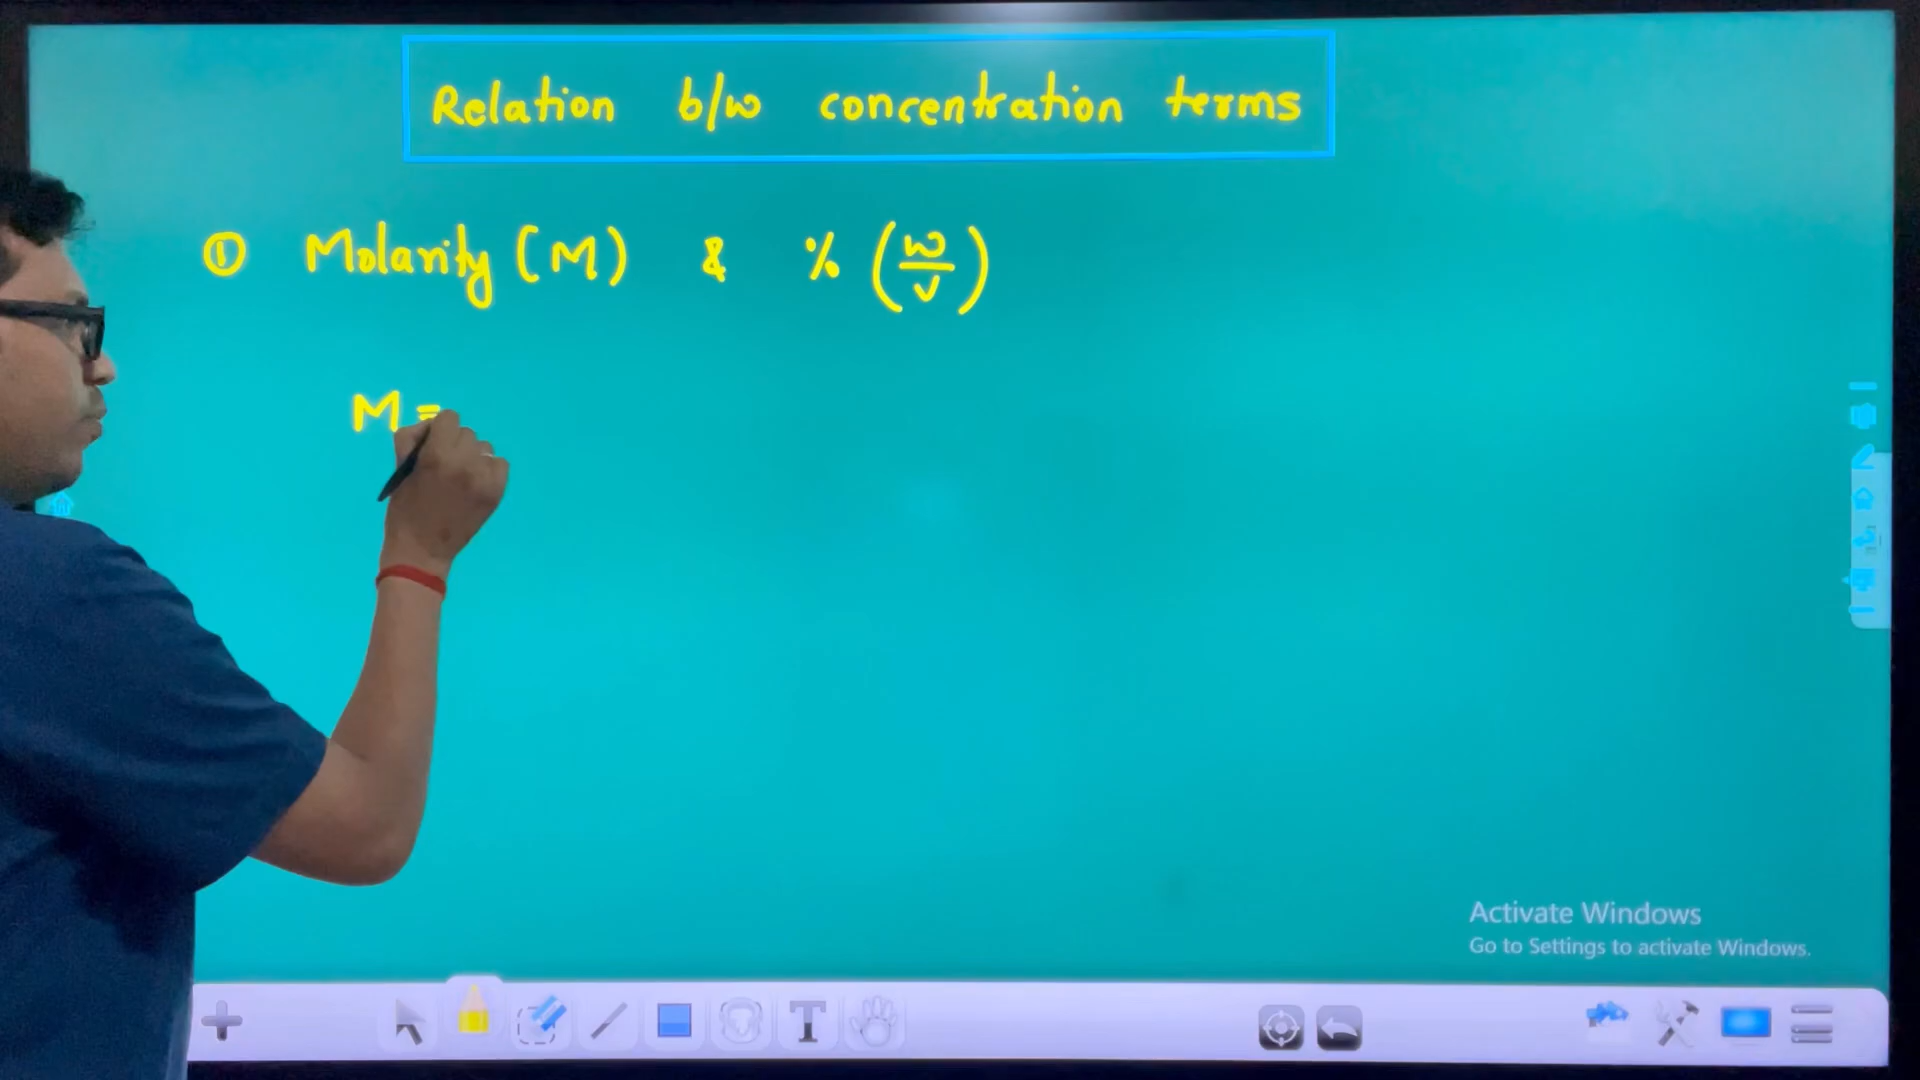 Relation b/w concentration terms
① Molarity (M) & % (w/v)
M =
Activate Windows
Go to Settings to activate Windows.
T